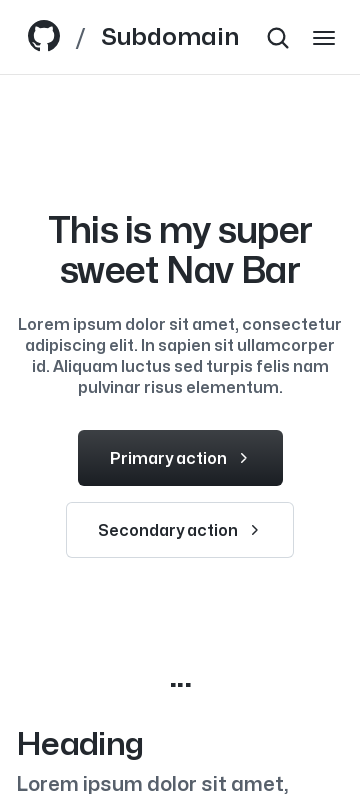 / Subdomain
This is my super
sweet Nav Bar
Lorem ipsum dolor sit amet, consectetur
adipiscing elit. In sapien sit ullamcorper
id. Aliquam luctus sed turpis felis nam
pulvinar risus elementum.
Primary action
Secondary action
...
Heading
Lorem ipsum dolor sit amet,